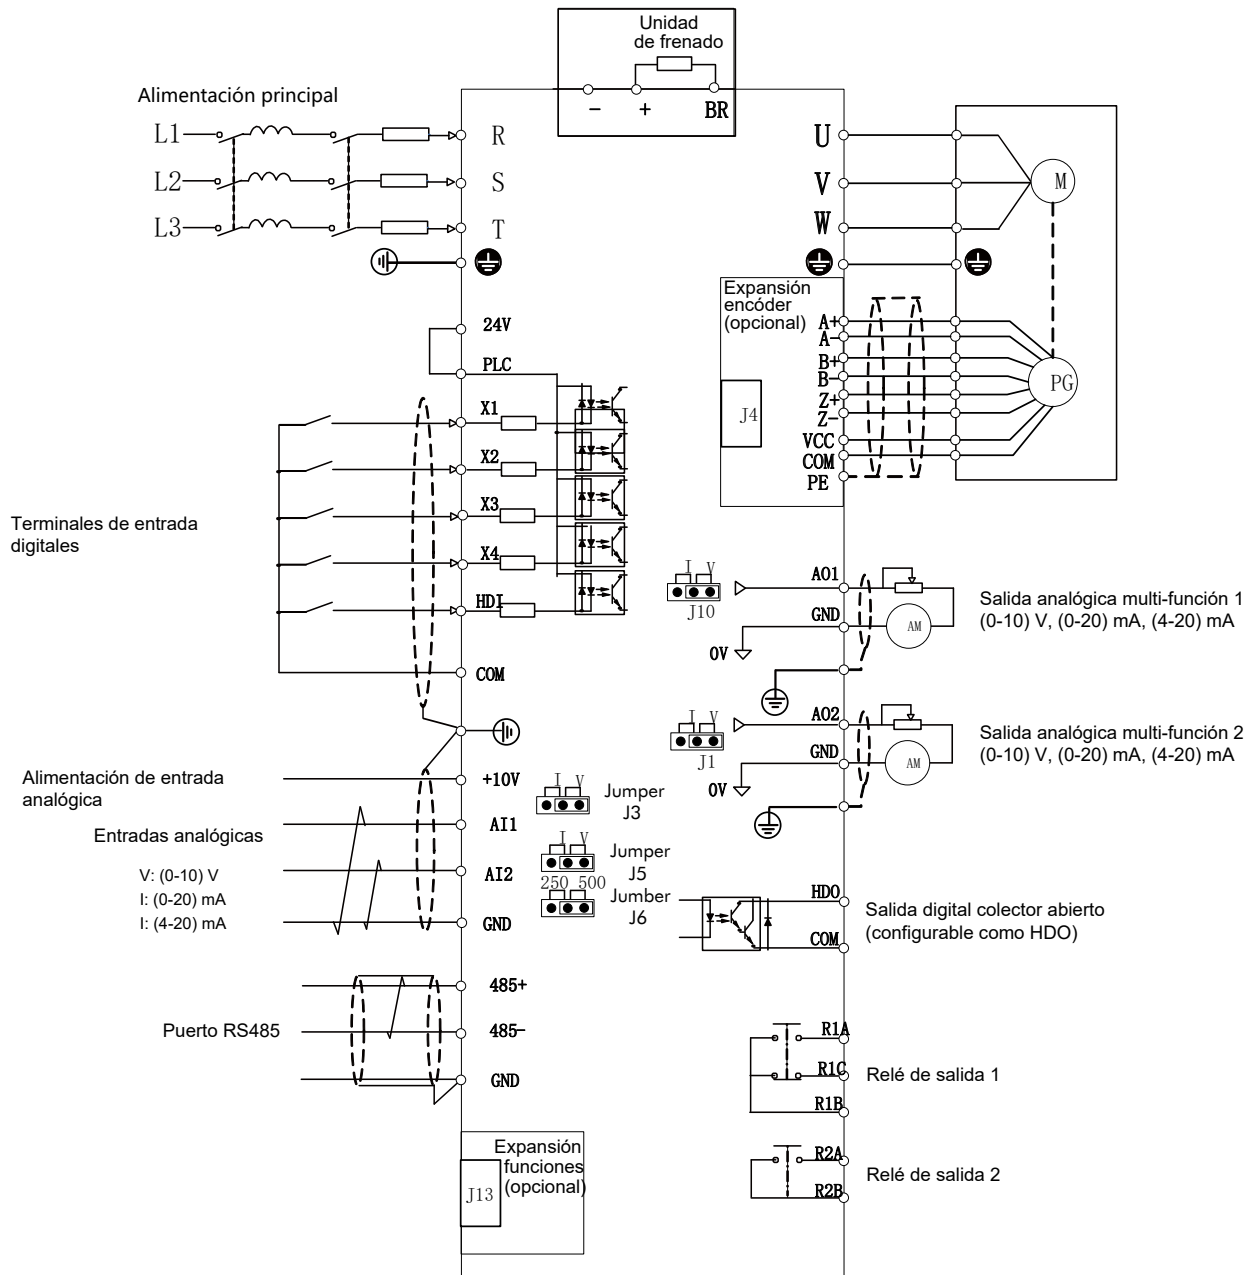 Unidad
de frenado
- + BR
Alimentación principal
L1
R
L2
S
L3
T
U
V
W
M
24V
PLC
X1
X2
X3
X4
HDI
COM
Terminales de entrada
digitales
Expansión
encóder
(opcional)
J4
A+
A-
B+
B-
Z+
Z-
VCC
COM
PE
PG
I V
J10
AO1
GND
0V
AM
Salida analógica multi-función 1
(0-10) V, (0-20) mA, (4-20) mA
I V
J1
AO2
GND
0V
AM
Salida analógica multi-función 2
(0-10) V, (0-20) mA, (4-20) mA
Alimentación de entrada
analógica
+10V
Entradas analógicas
V: (0-10) V
I: (0-20) mA
I: (4-20) mA
AI1
AI2
GND
I V
Jumper
J3
I V
Jumper
J5
250 500
Jumber
J6
HDO
COM
Salida digital colector abierto
(configurable como HDO)
Puerto RS485
485+
485-
GND
R1A
R1C
R1B
Relé de salida 1
R2A
R2B
Relé de salida 2
Expansión
funciones
(opcional)
J13